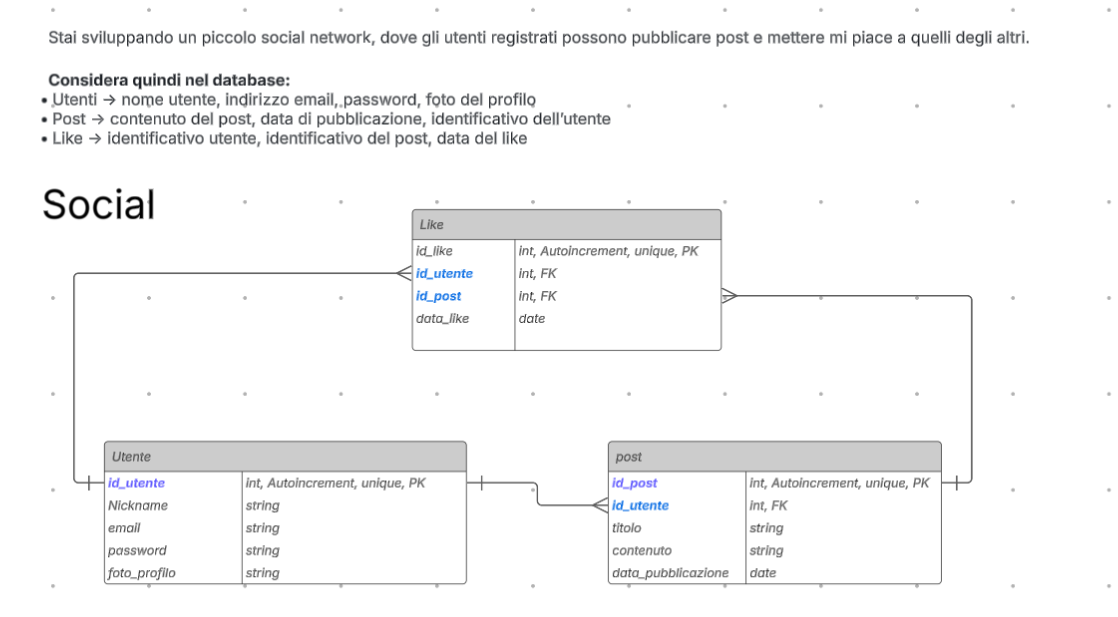 Stai sviluppando un piccolo social network, dove gli utenti registrati possono pubblicare post e mettere mi piace a quelli degli altri.
Considera quindi nel database:
• Utenti → nome utente, indirizzo email, password, foto del profilo
• Post → contenuto del post, data di pubblicazione, identificativo dell'utente
• Like → identificativo utente, identificativo del post, data del like
Social
Like
id_like int, Autoincrement, unique, PK
id_utente int, FK
id_post int, FK
data_like date
Utente
id_utente int, Autoincrement, unique, PK
Nickname string
email string
password string
foto_profilo string
post
id_post int, Autoincrement, unique, PK
id_utente int, FK
titolo string
contenuto string
data_pubblicazione date